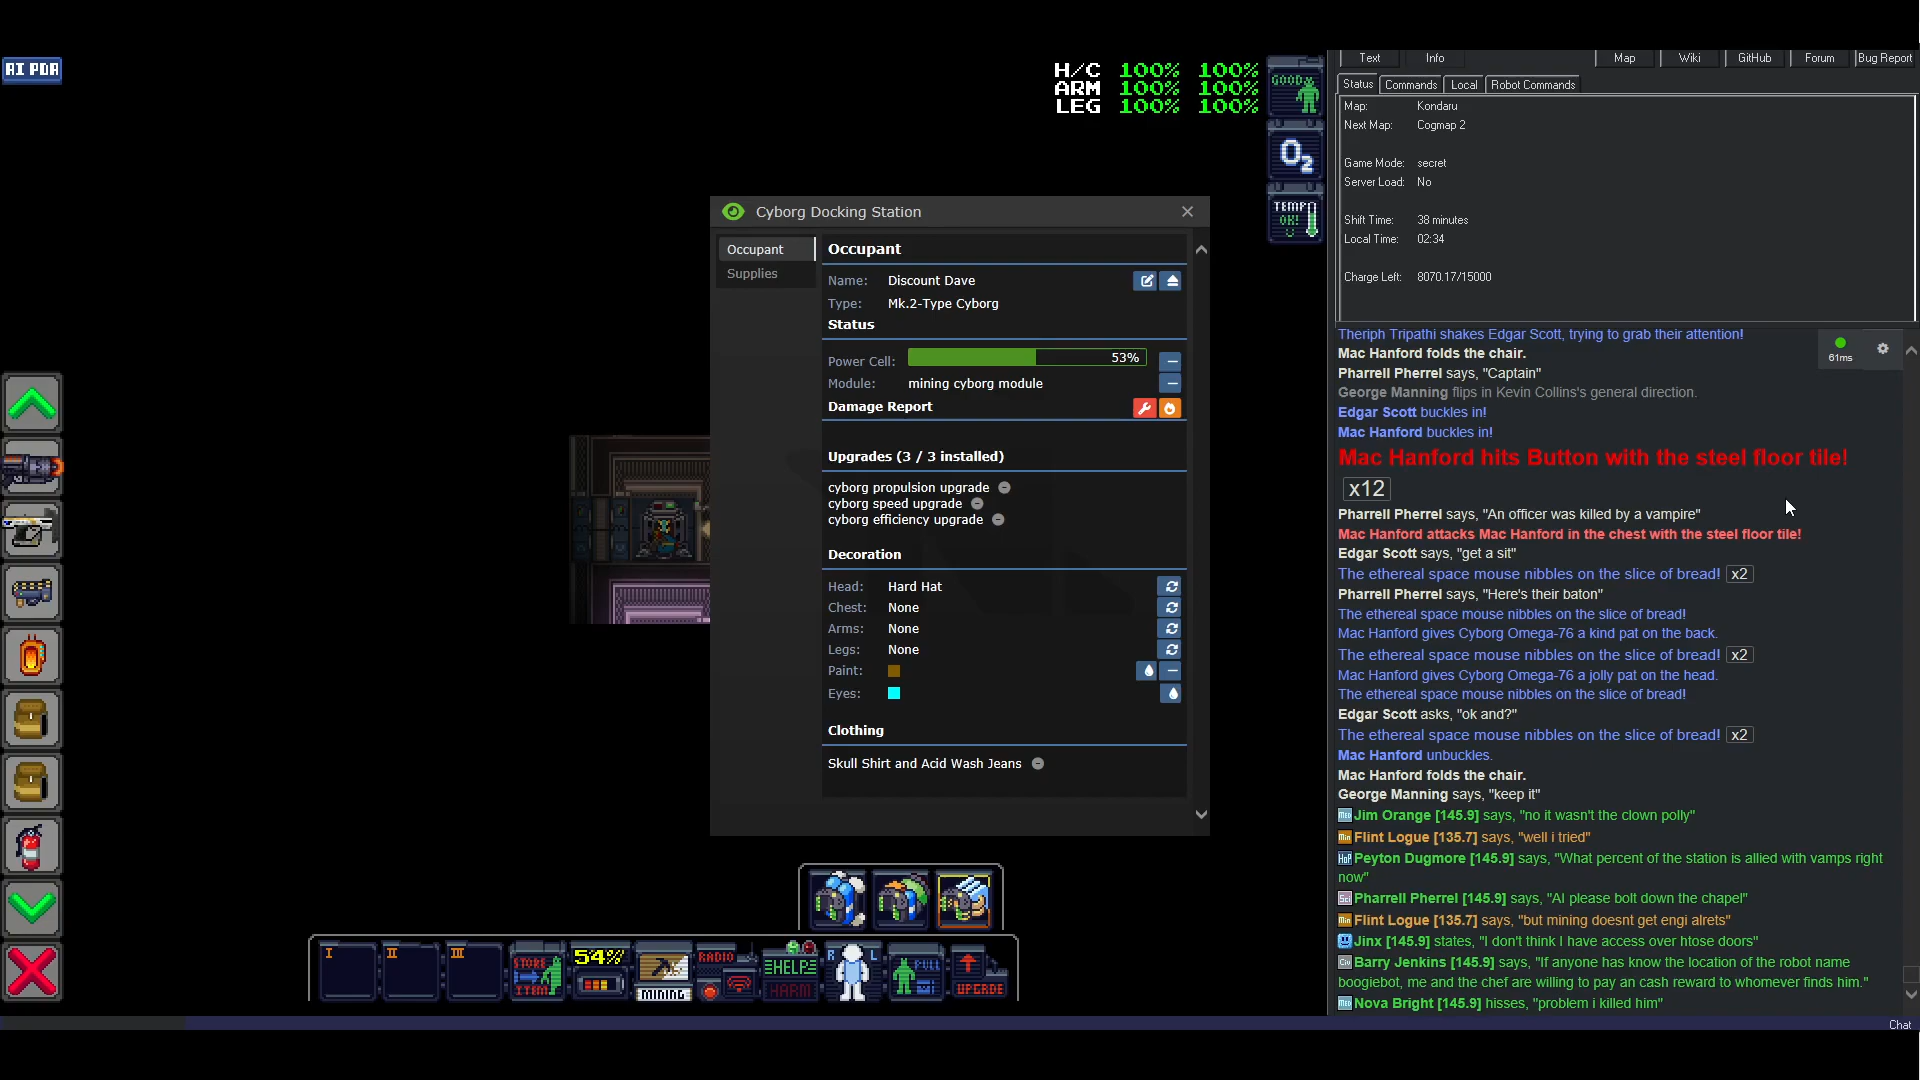 AI PDA
H/C 100% 100%
ARM 100% 100%
LEG 100% 100%
GOOD
O2
TEMP
OK!
Cyborg Docking Station
Occupant
Supplies
Occupant
Name: Discount Dave
Type: Mk.2-Type Cyborg
Status
Power Cell: 53%
Module: mining cyborg module
Damage Report
Upgrades (3 / 3 installed)
cyborg propulsion upgrade
cyborg speed upgrade
cyborg efficiency upgrade
Decoration
Head: Hard Hat
Chest: None
Arms: None
Legs: None
Paint:
Eyes:
Clothing
Skull Shirt and Acid Wash Jeans
I II III
STORE ITEM
54%
MINING
RADIO
HELP
HARM
R L
PULL
UPGRADE
Text Info Map Wiki GitHub Forum Bug Report
Status Commands Local Robot Commands
Map: Kondaru
Next Map: Cogmap 2
Game Mode: secret
Server Load: No
Shift Time: 38 minutes
Local Time: 02:34
Charge Left: 8070.17/15000
61ms
Theriph Tripathi shakes Edgar Scott, trying to grab their attention!
Mac Hanford folds the chair.
Pharrell Pherrel says, "Captain"
George Manning flips in Kevin Collins's general direction.
Edgar Scott buckles in!
Mac Hanford buckles in!
Mac Hanford hits Button with the steel floor tile!
x12
Pharrell Pherrel says, "An officer was killed by a vampire"
Mac Hanford attacks Mac Hanford in the chest with the steel floor tile!
Edgar Scott says, "get a sit"
The ethereal space mouse nibbles on the slice of bread! x2
Pharrell Pherrel says, "Here's their baton"
The ethereal space mouse nibbles on the slice of bread!
Mac Hanford gives Cyborg Omega-76 a kind pat on the back.
The ethereal space mouse nibbles on the slice of bread! x2
Mac Hanford gives Cyborg Omega-76 a jolly pat on the head.
The ethereal space mouse nibbles on the slice of bread!
Edgar Scott asks, "ok and?"
The ethereal space mouse nibbles on the slice of bread! x2
Mac Hanford unbuckles.
Mac Hanford folds the chair.
George Manning says, "keep it"
Jim Orange [145.9] says, "no it wasn't the clown polly"
Flint Logue [135.7] says, "well i tried"
Peyton Dugmore [145.9] says, "What percent of the station is allied with vamps right
now"
Pharrell Pherrel [145.9] says, "AI please bolt down the chapel"
Flint Logue [135.7] says, "but mining doesnt get engi alrets"
Jinx [145.9] states, "I don't think I have access over htose doors"
Barry Jenkins [145.9] says, "If anyone has know the location of the robot name
boogiebot, me and the chef are willing to pay an cash reward to whomever finds him."
Nova Bright [145.9] hisses, "problem i killed him"
Chat